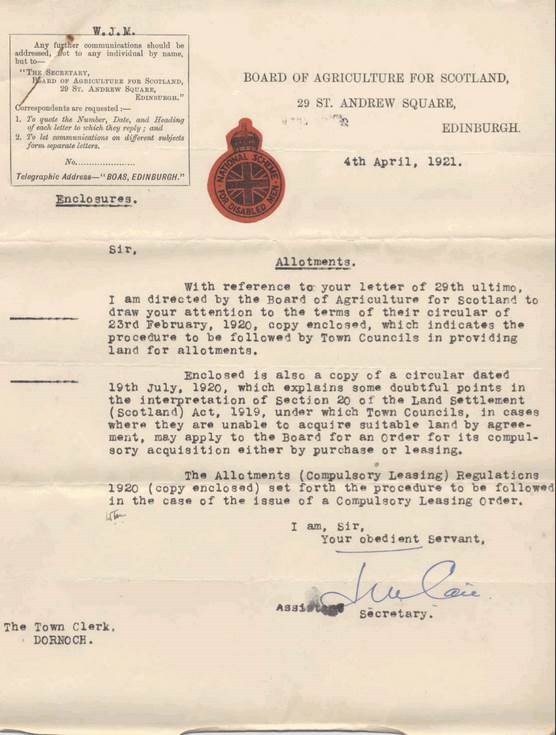 W.J.M.
Any further communications should be
addressed, not to any individual by name,
but to—
"THE SECRETARY,
BOARD OF AGRICULTURE FOR SCOTLAND,
29 ST. ANDREW SQUARE,
EDINBURGH."
Correspondents are requested :—
1. To quote the Number, Date, and Heading
of each letter to which they reply; and
2. To let communications on different subjects
form separate letters.
No.....................
Telegraphic Address—"BOAS, EDINBURGH."
BOARD OF AGRICULTURE FOR SCOTLAND,
29 ST. ANDREW SQUARE,
EDINBURGH.
NATIONAL SCHEME
FOR DISABLED MEN
4th April, 1921.
Enclosures.
Sir,
Allotments.
With reference to your letter of 29th ultimo,
I am directed by the Board of Agriculture for Scotland to
draw your attention to the terms of their circular of
23rd February, 1920, copy enclosed, which indicates the
procedure to be followed by Town Councils in providing
land for allotments.
Enclosed is also a copy of a circular dated
19th July, 1920, which explains some doubtful points in
the interpretation of Section 20 of the Land Settlement
(Scotland) Act, 1919, under which Town Councils, in cases
where they are unable to acquire suitable land by agree-
ment, may apply to the Board for an Order for its compul-
sory acquisition either by purchase or leasing.
The Allotments (Compulsory Leasing) Regulations
1920 (copy enclosed) set forth the procedure to be followed
in the case of the issue of a Compulsory Leasing Order.
I am, Sir,
Your obedient Servant,
Assistant
Secretary.
The Town Clerk,
DORNOCH.